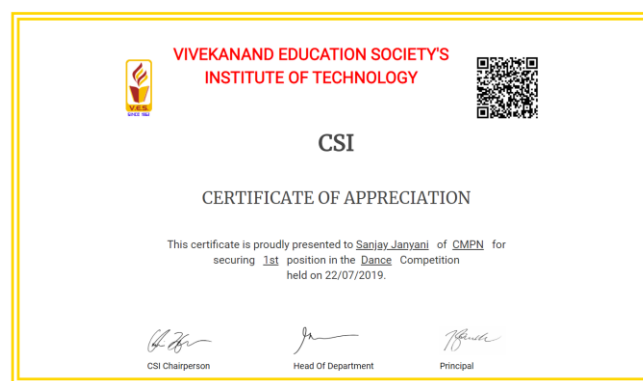 VIVEKANAND EDUCATION SOCIETY'S
INSTITUTE OF TECHNOLOGY
V.E.S.
SINCE 1962
CSI
CERTIFICATE OF APPRECIATION
This certificate is proudly presented to Sanjay Janyani of CMPN for
securing 1st position in the Dance Competition
held on 22/07/2019.
CSI Chairperson
Head Of Department
Principal